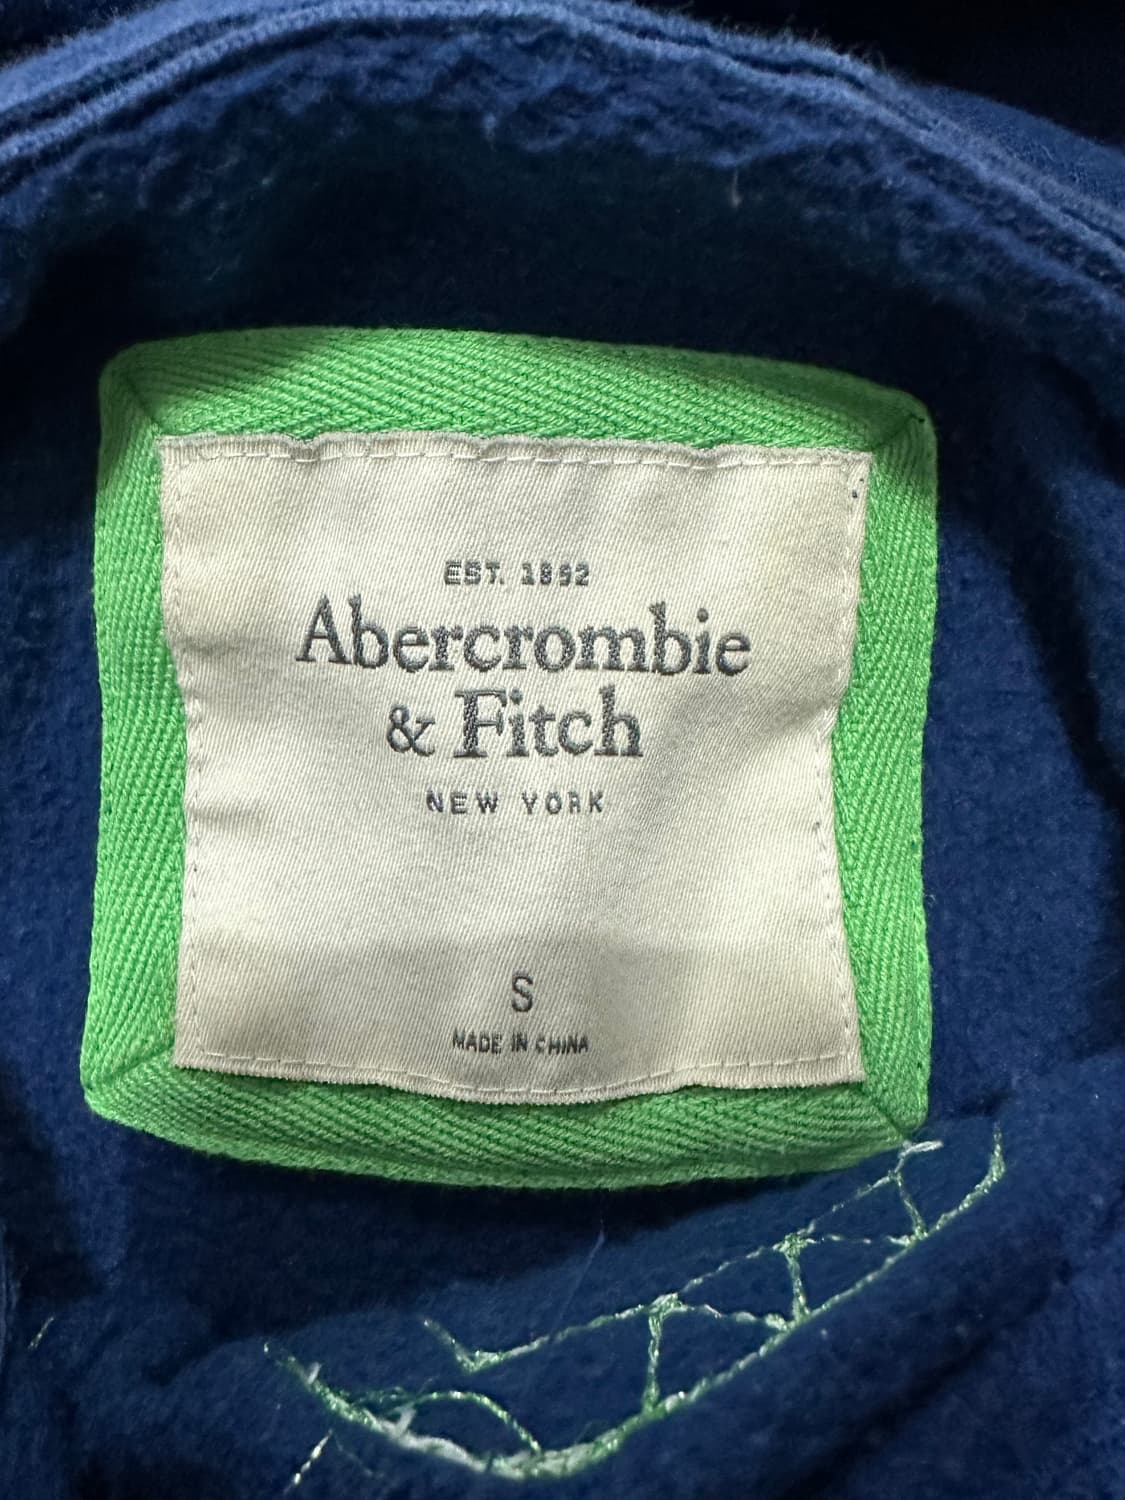 EST. 1892
Abercrombie
& Fitch
NEW YORK
S
MADE IN CHINA